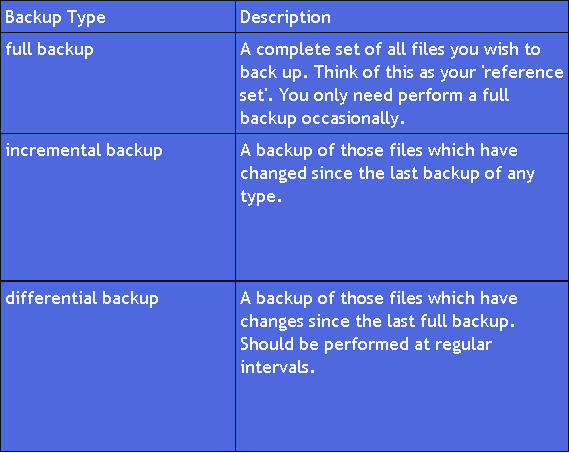 Backup Type Description
full backup A complete set of all files you wish to
back up. Think of this as your 'reference
set'. You only need perform a full
backup occasionally.
incremental backup A backup of those files which have
changed since the last backup of any
type.
differential backup A backup of those files which have
changes since the last full backup.
Should be performed at regular
intervals.